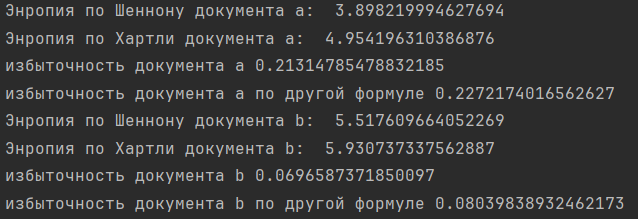 Энропия по Шеннону документа a:  3.898219994627694
Энропия по Хартли документа a:  4.954196310386876
избыточность документа a 0.21314785478832185
избыточность документа a по другой формуле 0.2272174016562627
Энропия по Шеннону документа b:  5.517609664052269
Энропия по Хартли документа b:  5.930737337562887
избыточность документа b 0.0696587371850097
избыточность документа b по другой формуле 0.08039838932462173